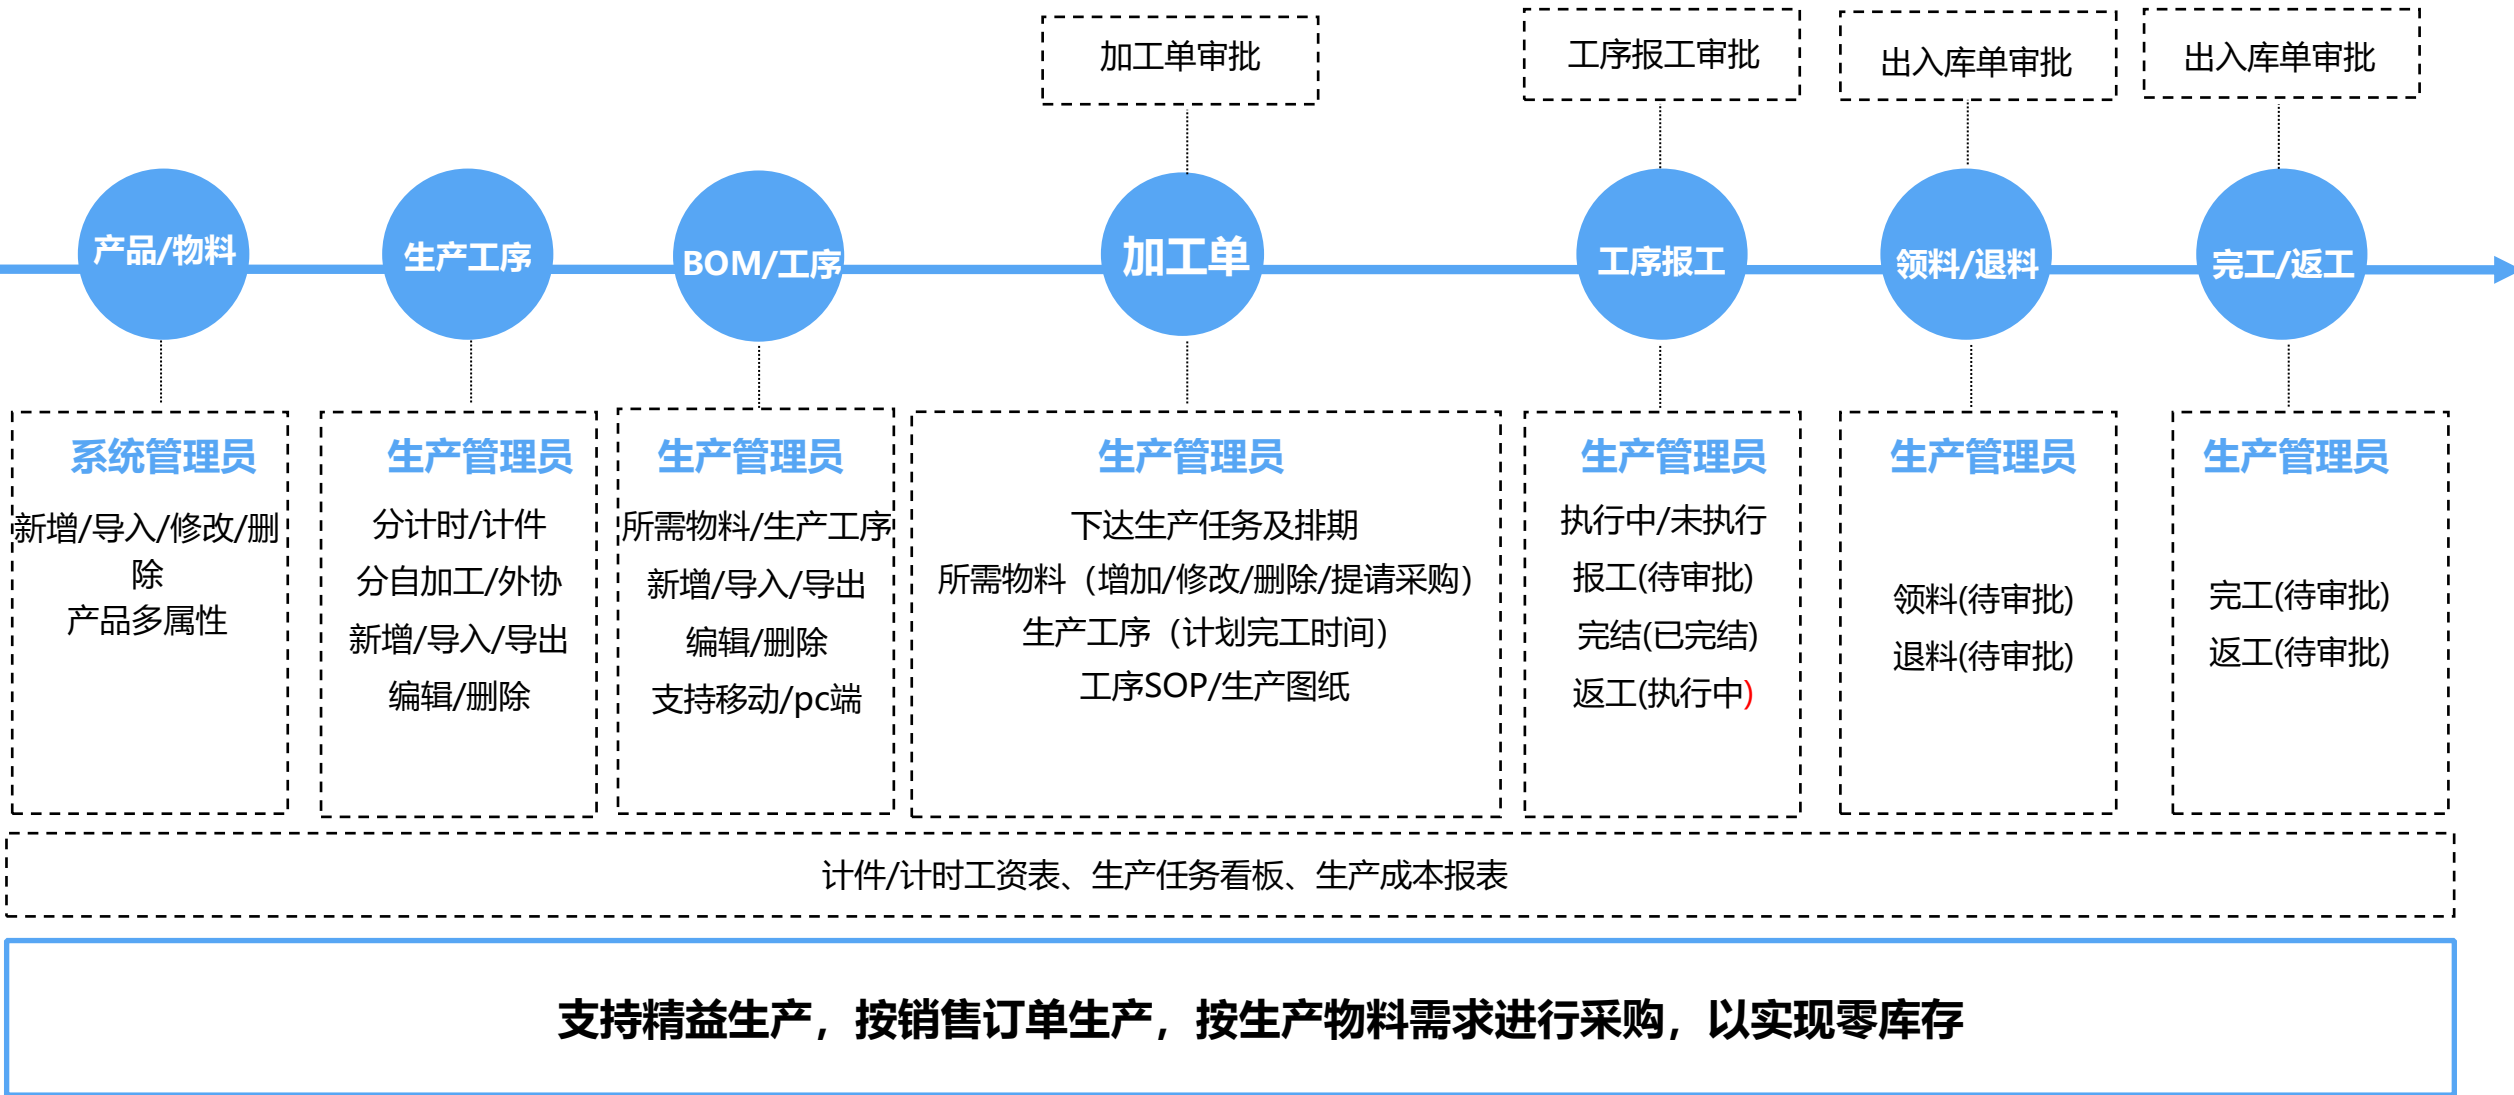 加工单审批
工序报工审批
出入库单审批
出入库单审批
产品/物料
生产工序
BOM/工序
加工单
工序报工
领料/退料
完工/返工
系统管理员
新增/导入/修改/删
除
产品多属性
生产管理员
分计时/计件
分自加工/外协
新增/导入/导出
编辑/删除
生产管理员
所需物料/生产工序
新增/导入/导出
编辑/删除
支持移动/pc端
生产管理员
下达生产任务及排期
所需物料（增加/修改/删除/提请采购）
生产工序（计划完工时间）
工序SOP/生产图纸
生产管理员
执行中/未执行
报工(待审批)
完结(已完结)
返工(执行中)
生产管理员
领料(待审批)
退料(待审批)
生产管理员
完工(待审批)
返工(待审批)
计件/计时工资表、生产任务看板、生产成本报表
支持精益生产，按销售订单生产，按生产物料需求进行采购，以实现零库存